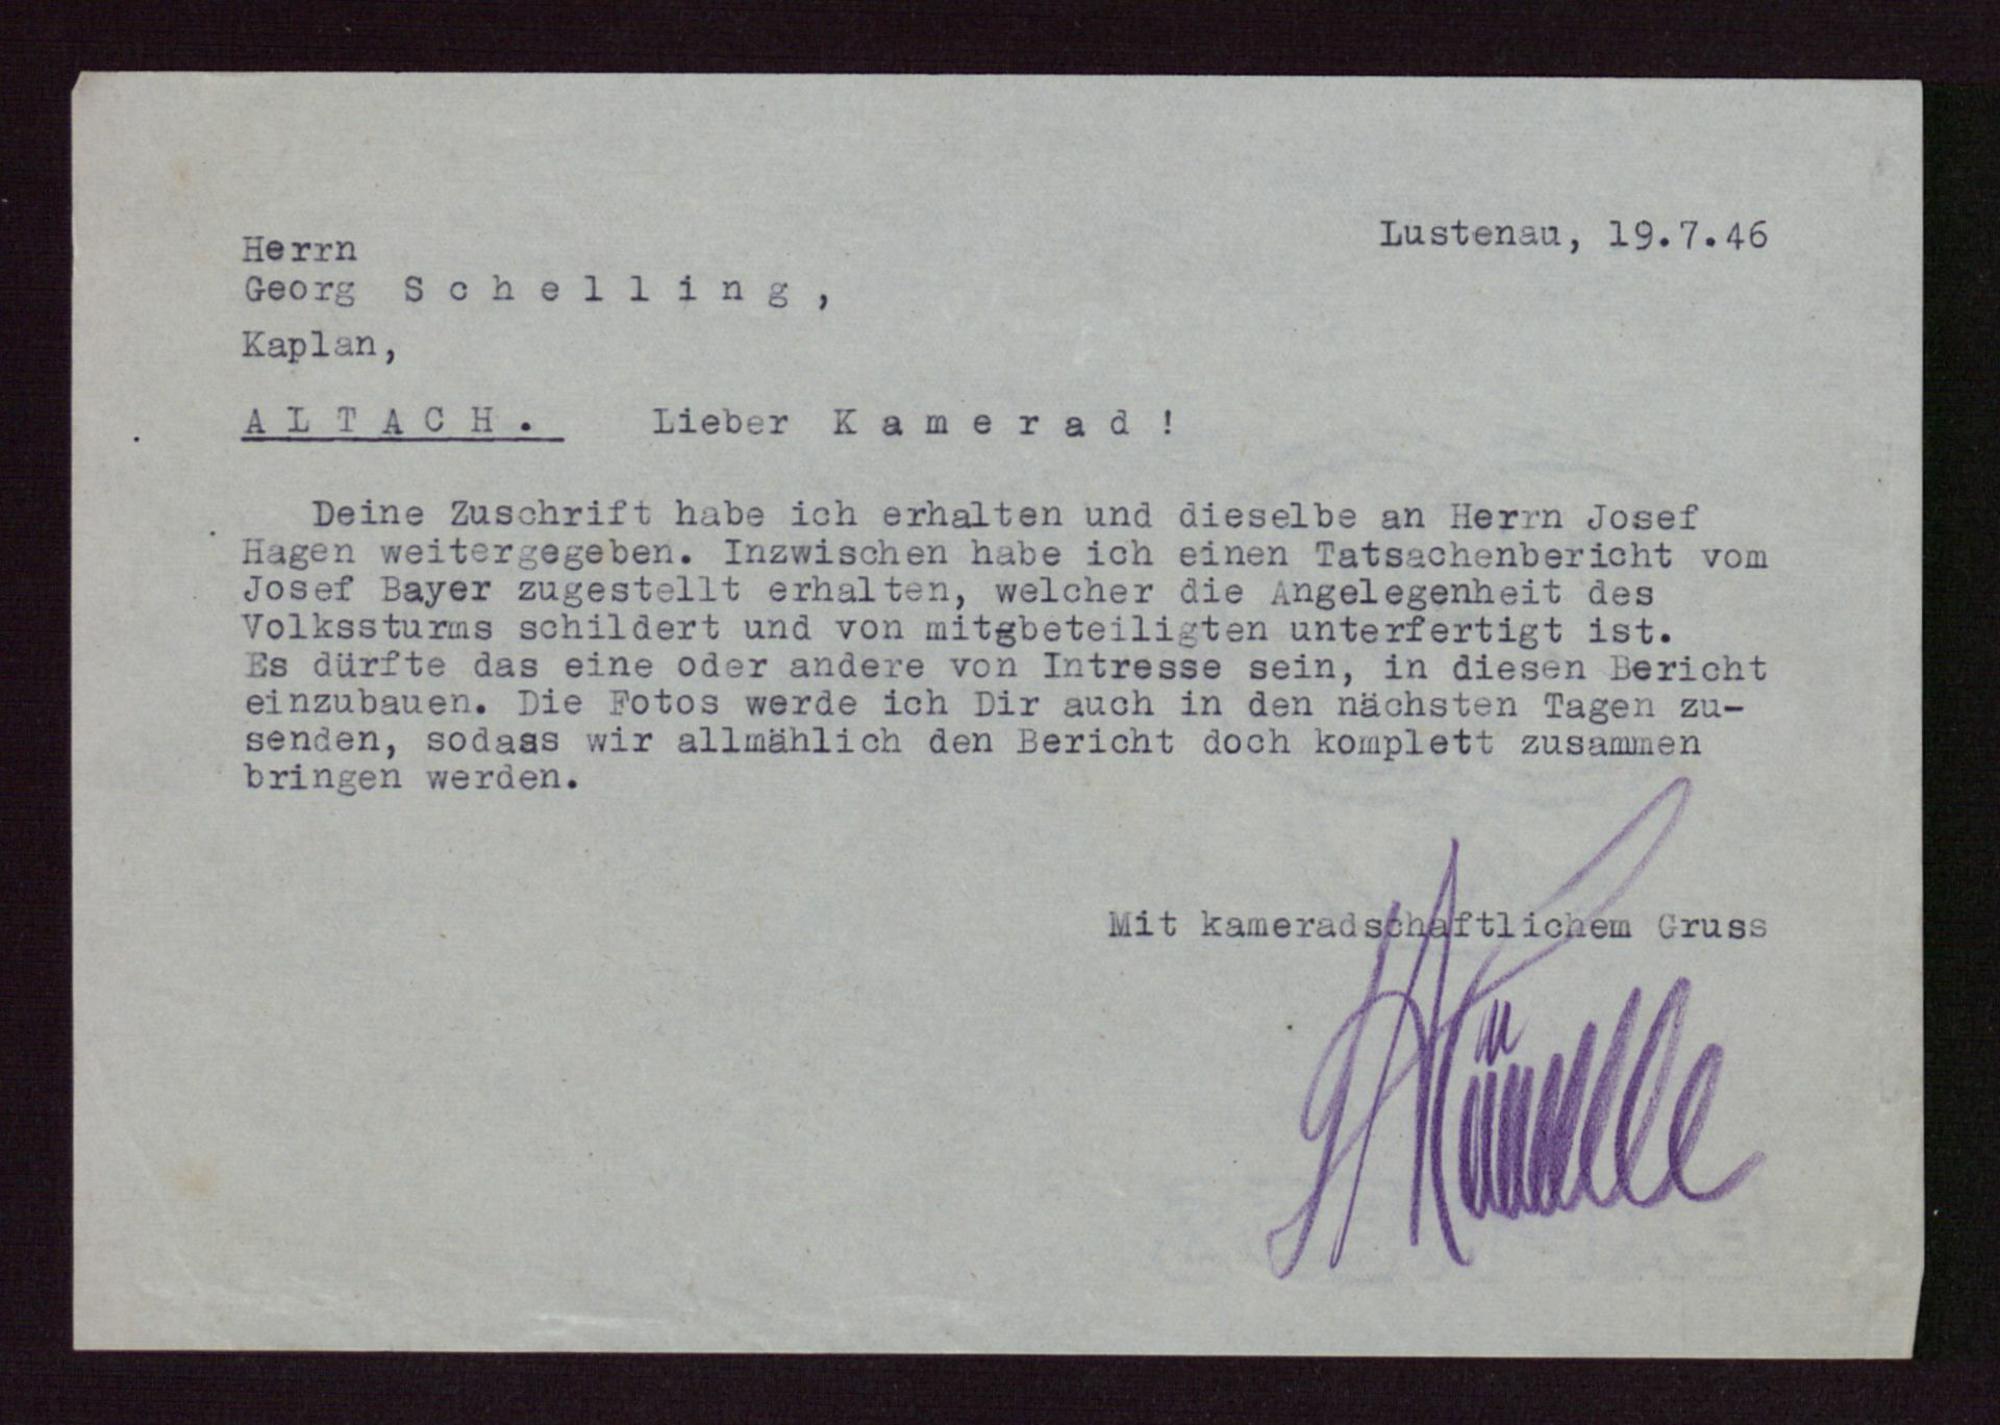 Lustenau, 19.7.46
Herrn
Georg S c h e l l i n g ,
Kaplan,
A L T A C H . Lieber K a m e r a d !
Deine Zuschrift habe ich erhalten und dieselbe an Herrn Josef
Hagen weitergegeben. Inzwischen habe ich einen Tatsachenbericht vom
Josef Bayer zugestellt erhalten, welcher die Angelegenheit des
Volkssturms schildert und von mitgbeteiligten unterfertigt ist.
Es dürfte das eine oder andere von Intresse sein, in diesen Bericht
einzubauen. Die Fotos werde ich Dir auch in den nächsten Tagen zu-
senden, sodass wir allmählich den Bericht doch komplett zusammen
bringen werden.
Mit kameradschaftlichem Gruss